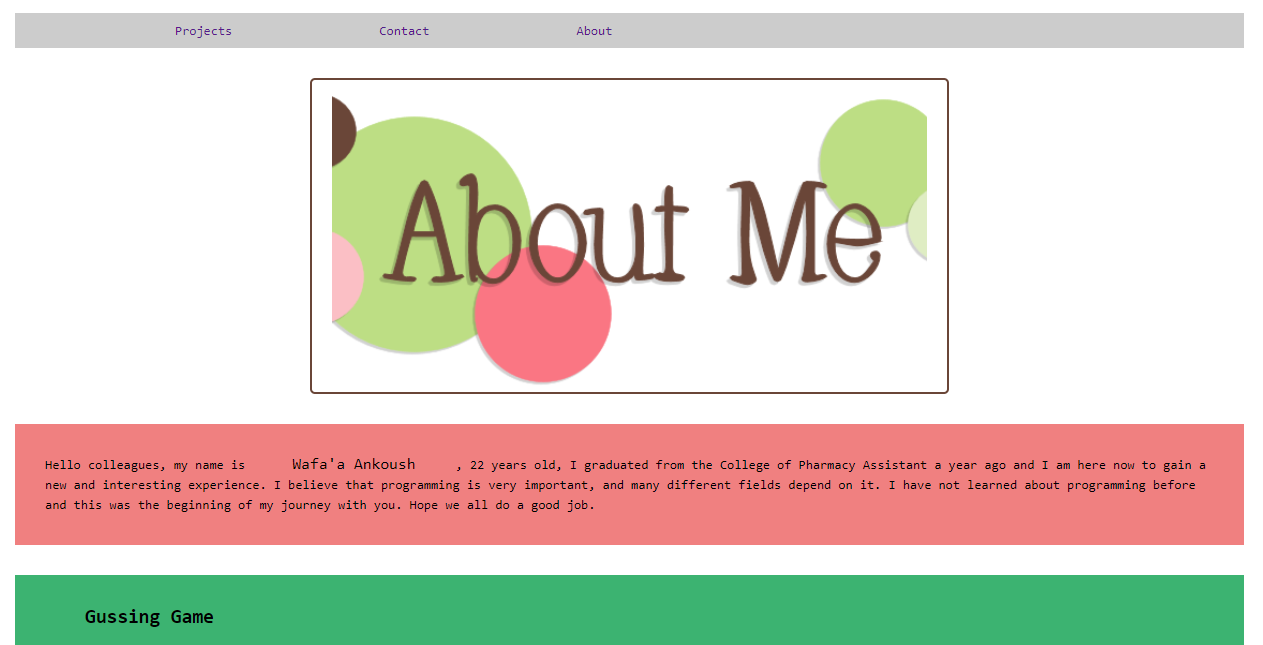 Projects Contact About
About Me
Hello colleagues, my name is Wafa'a Ankoush , 22 years old, I graduated from the College of Pharmacy Assistant a year ago and I am here now to gain a
new and interesting experience. I believe that programming is very important, and many different fields depend on it. I have not learned about programming before
and this was the beginning of my journey with you. Hope we all do a good job.
Gussing Game